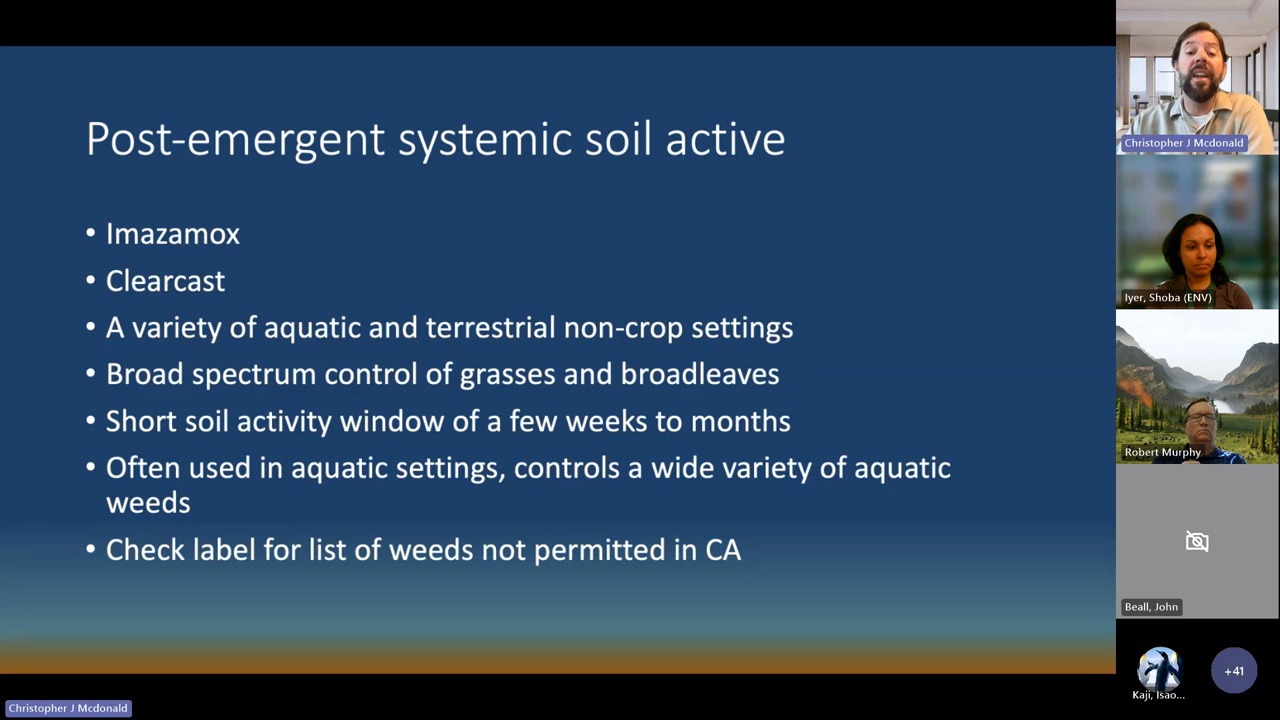 Post-emergent systemic soil active
• Imazamox
• Clearcast
• A variety of aquatic and terrestrial non-crop settings
• Broad spectrum control of grasses and broadleaves
• Short soil activity window of a few weeks to months
• Often used in aquatic settings, controls a wide variety of aquatic
weeds
• Check label for list of weeds not permitted in CA
Christopher J Mcdonald
Iyer, Shoba (ENV)
Robert Murphy
Beall, John
Kaji, Isao...
+41
Christopher J Mcdonald